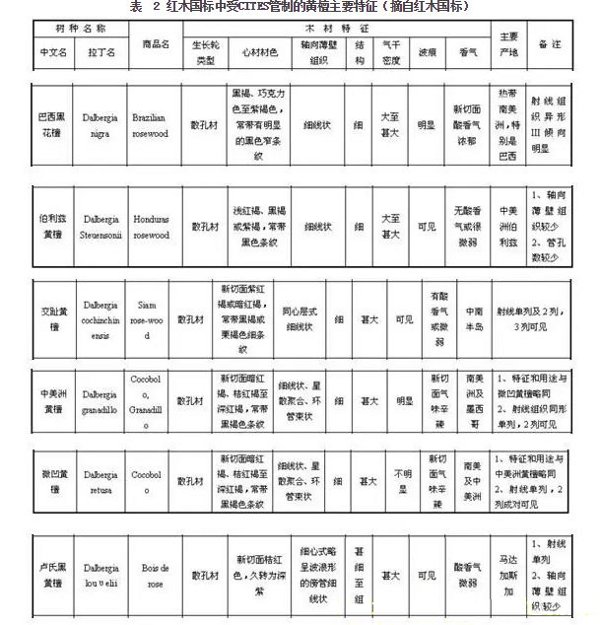 表 2 红木国标中受CITES管制的黄檀主要特征（摘自红木国标）
树 种 名 称 商品名 木 材 特 征 主要产地 备 注
中文名 拉丁名 生长轮类型 心材材色 轴向薄壁组织 结构 气干密度 波痕 香气
巴西黑花檀 Dalbergia nigra Brazilian rosewood 散孔材 黑褐、巧克力色至紫褐色，常带有明显的黑色窄条纹 细线状 细 大至甚大 明显 新切面酸香气浓郁 热带南美洲，特别是巴西 射线组织异形III倾向明显
伯利兹黄檀 Dalbergia Steuensonii Honduras rosewood 散孔材 浅红褐、黑褐或紫褐，常带黑色条纹 细线状 细 大至甚大 可见 无酸香气或很微弱 中美洲伯利兹 1、轴向薄壁组织较少 2、管孔数较少
交趾黄檀 Dalbergia cochinchinensis Siam rose-wood 散孔材 新切面紫红褐或暗红褐，常带黑褐或栗褐色细条纹 同心层式细线状 细 甚大 可见 有酸香气或微弱 中南半岛 射线单列及2列，3列可见
中美洲黄檀 Dalbergia granadillo Cocobolo, Granadillo 散孔材 新切面暗红褐、桔红褐至深红褐，常带黑褐色条纹 细线状、星散聚合、环管束状 细 甚大 明显 新切面气味辛辣 南美洲及墨西哥 1、特征和用途与微凹黄檀略同 2、射线组织同形单列，2列可见
微凹黄檀 Dalbergia retusa Cocobolo 散孔材 新切面暗红褐、桔红褐至深红褐，常带黑褐色条纹 细线状、星散聚合、环管束状 细 甚大 不明显 新切面气味辛辣 南美及中美洲 1、特征和用途与中美洲黄檀略同 2、射线单列，2列成对可见
卢氏黑黄檀 Dalbergia louvelii Bois de rose 散孔材 新切面桔红色，久转为深紫 细心式略呈波浪形的傍管细线状 甚细至组 甚大 可见 酸香气微弱 马达加斯加 1、射线单列 2、轴向薄壁组织较少